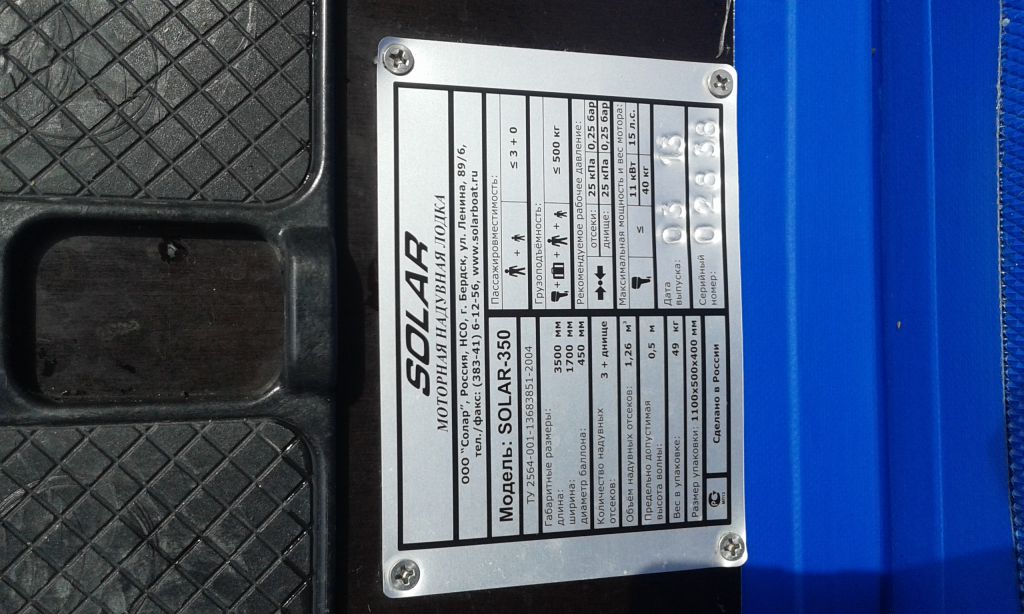 SOLAR
МОТОРНАЯ НАДУВНАЯ ЛОДКА
ООО "Солар", Россия, НСО, г. Бердск, ул. Ленина, 89/6,
тел./факс: (383-41) 6-12-56, www.solarboat.ru
Модель: SOLAR-350
ТУ 2564-001-13683851-2004
Габаритные размеры:
длина: 3500 мм
ширина: 1700 мм
диаметр баллона: 450 мм
Количество надувных
отсеков: 3 + днище
Объём надувных отсеков: 1,26 м³
Предельно допустимая
высота волны: 0,5 м
Вес в упаковке: 49 кг
Размер упаковки: 1100х500х400 мм
Сделано в России
Пассажировместимость:
+ ≤ 3 + 0
Грузоподъёмность:
+ + + ≤ 500 кг
Рекомендуемое рабочее давление:
отсеки: 25 кПа 0,25 бар
днище: 25 кПа 0,25 бар
Максимальная мощность и вес мотора:
≤ 11 кВт 15 л.с.
40 кг
Дата
выпуска: 03 13
Серийный
номер: